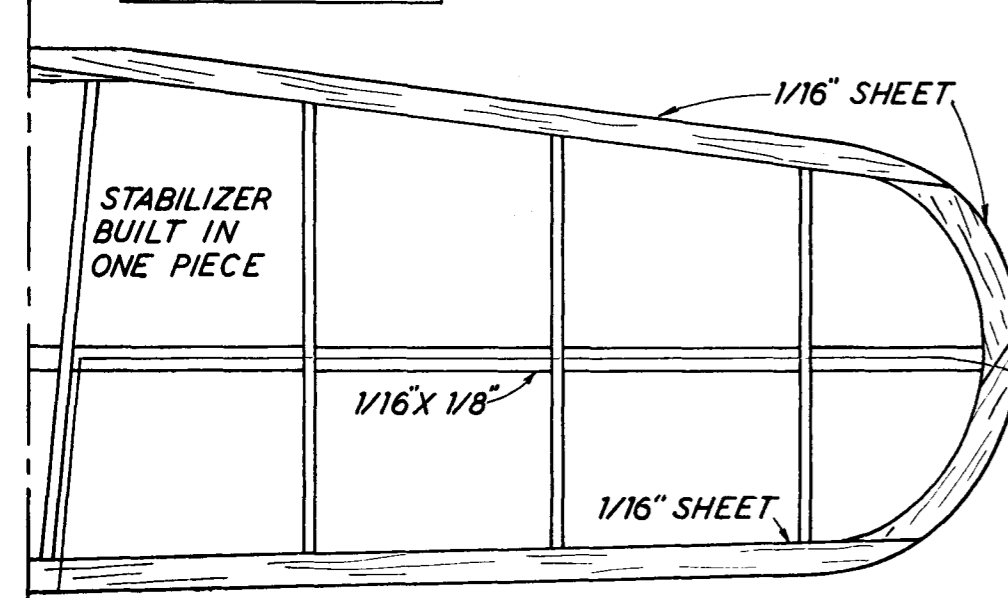 1/16" SHEET
STABILIZER
BUILT IN
ONE PIECE
1/16" X 1/8"
1/16" SHEET